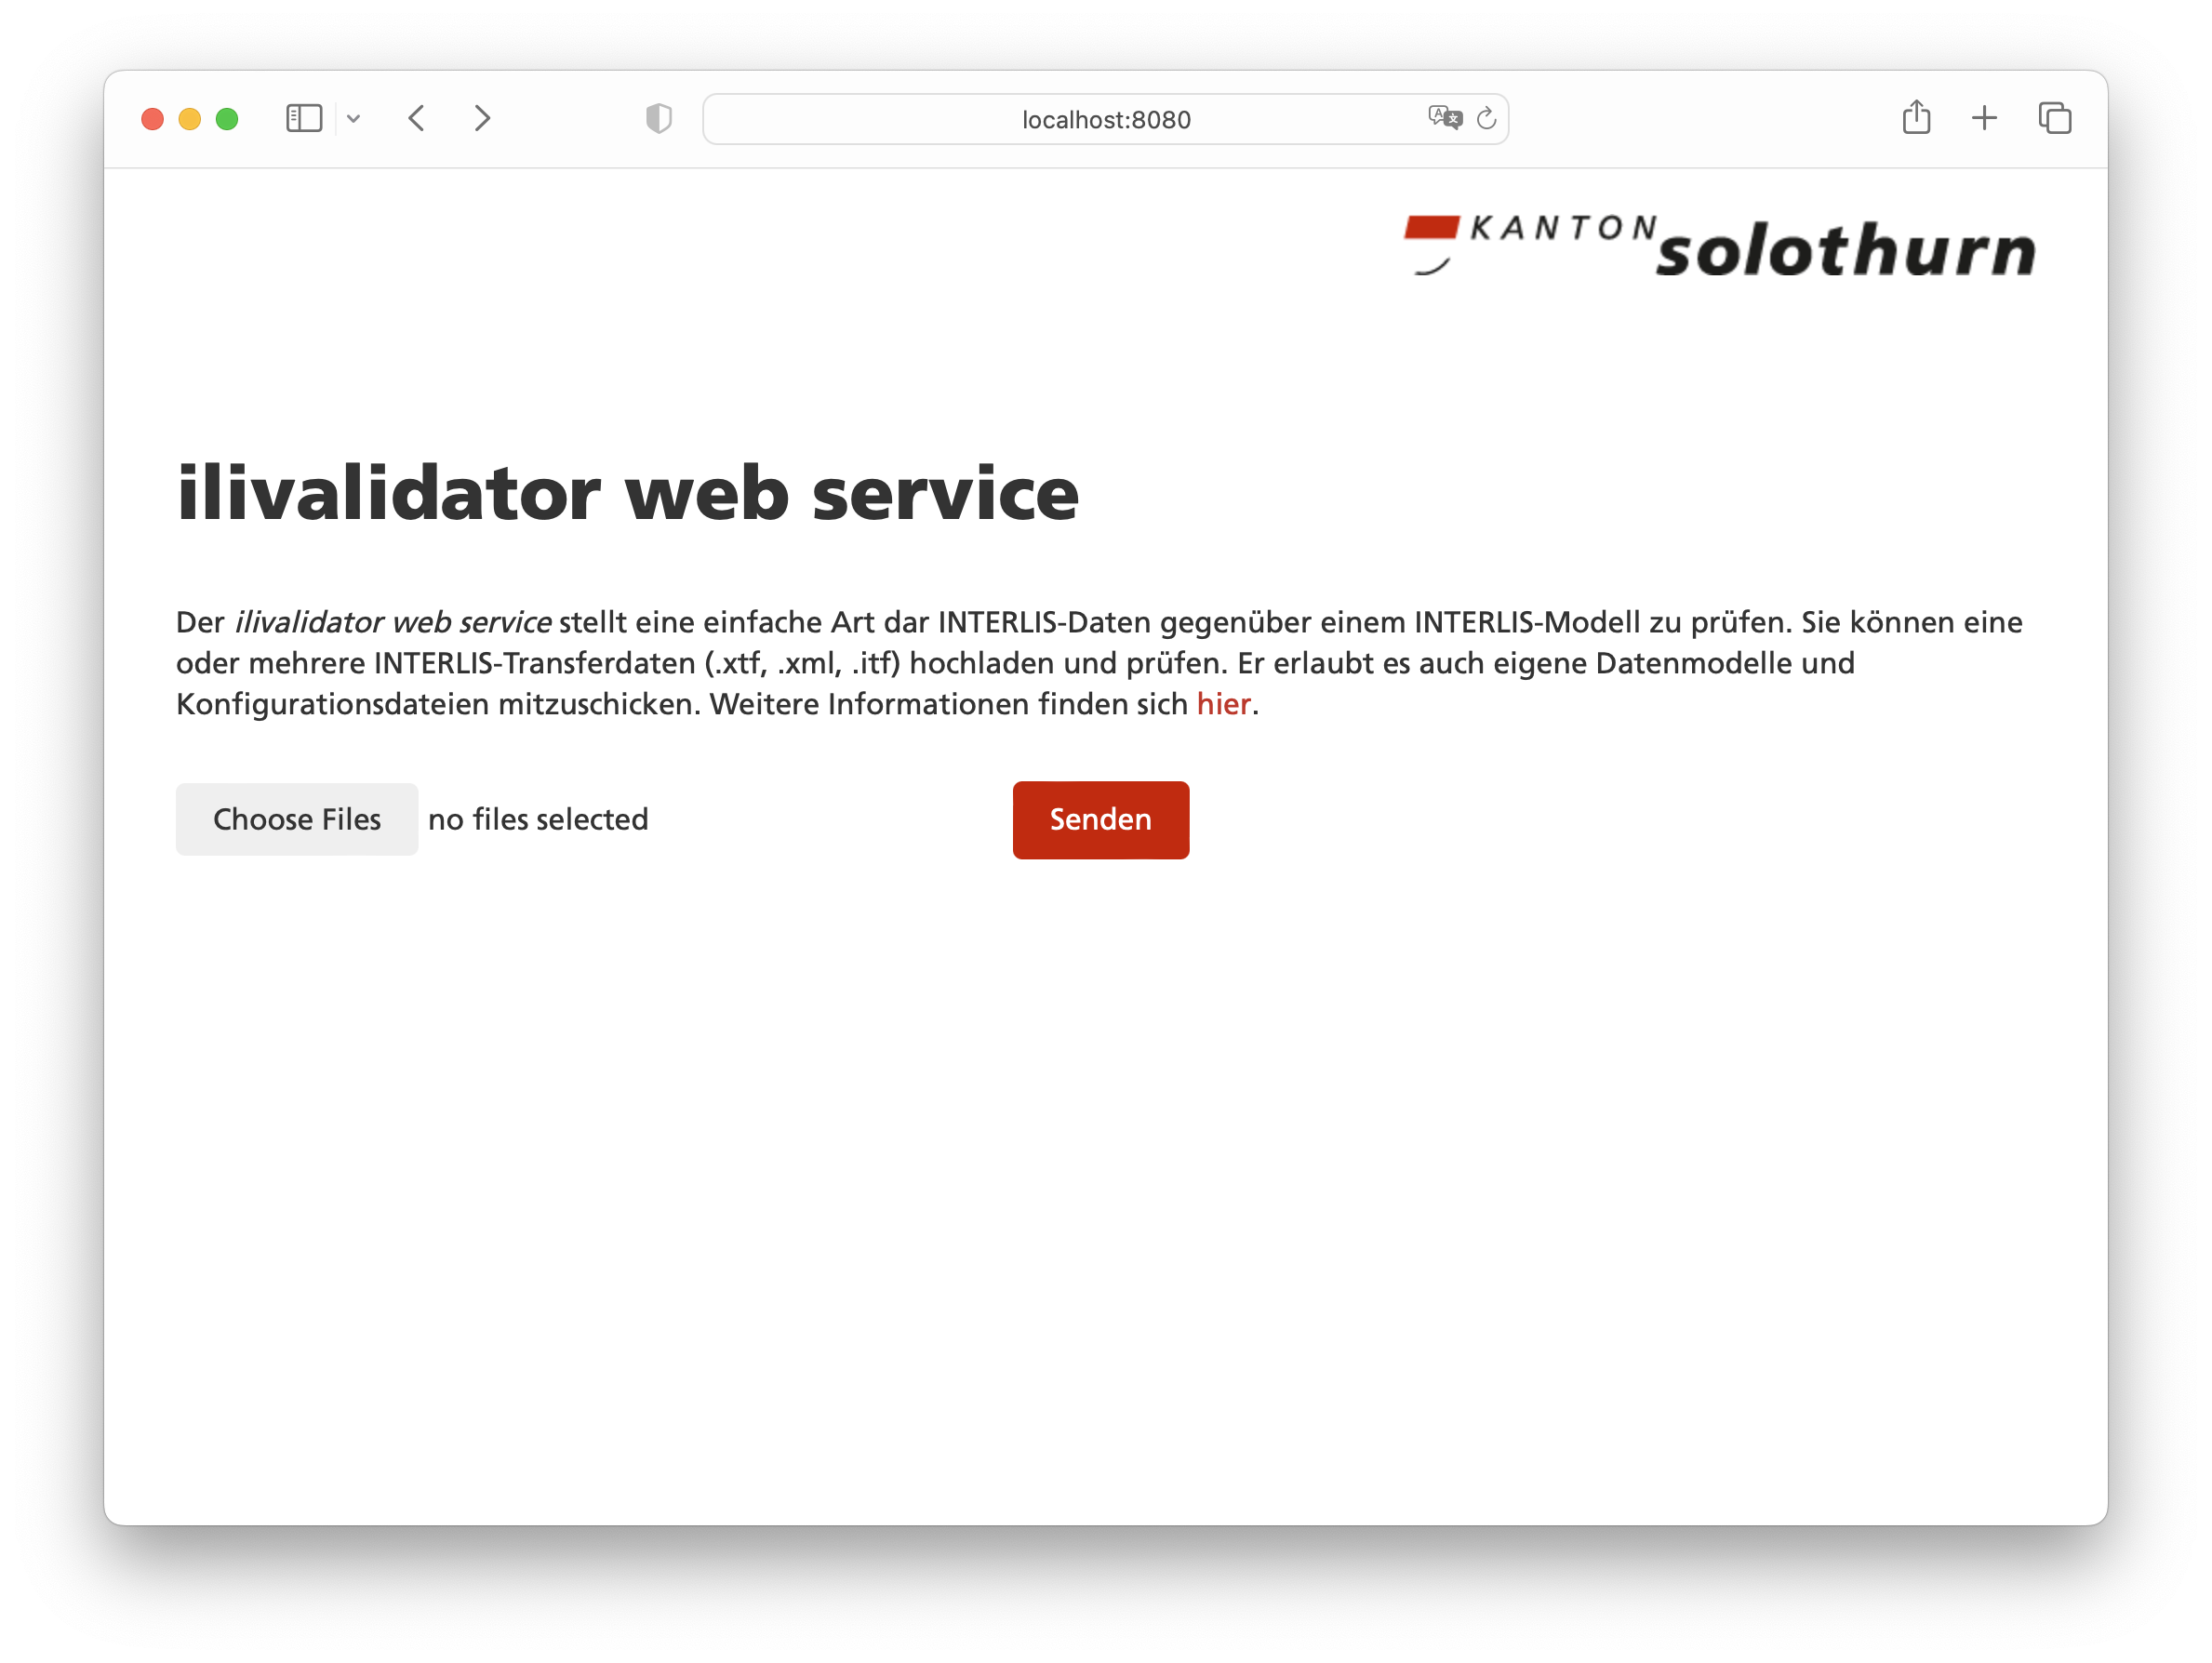 localhost:8080
KANTON solothurn
ilivalidator web service
Der ilivalidator web service stellt eine einfache Art dar INTERLIS-Daten gegenüber einem INTERLIS-Modell zu prüfen. Sie können eine
oder mehrere INTERLIS-Transferdaten (.xtf, .xml, .itf) hochladen und prüfen. Er erlaubt es auch eigene Datenmodelle und
Konfigurationsdateien mitzuschicken. Weitere Informationen finden sich hier.
Choose Files no files selected Senden